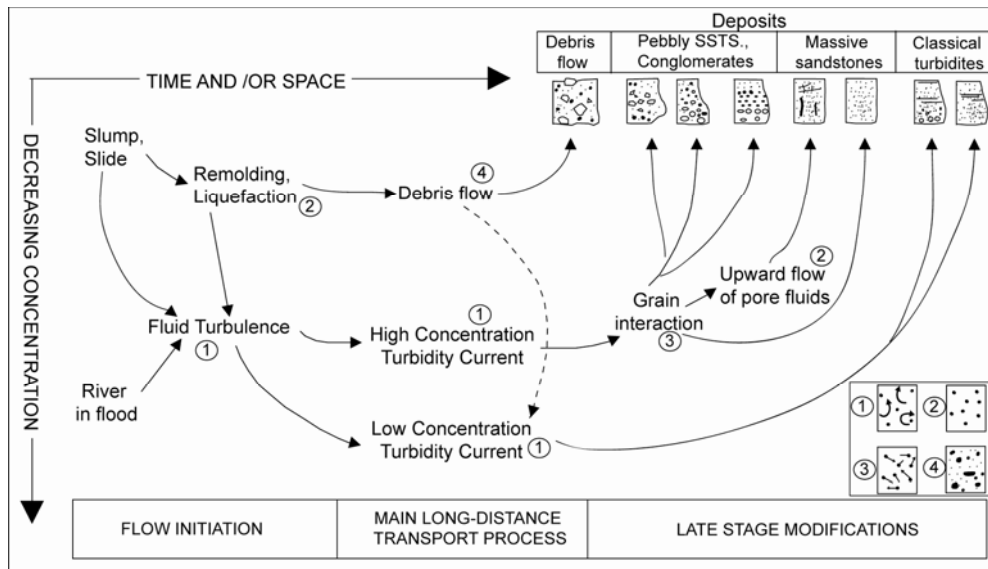 Deposits
Debris
flow
Pebbly SSTS.,
Conglomerates
Massive
sandstones
Classical
turbidites
TIME AND /OR SPACE
DECREASING CONCENTRATION
Slump,
Slide
Remolding,
Liquefaction
2
4
Debris flow
Fluid Turbulence
1
River
in flood
1
High Concentration
Turbidity Current
Low Concentration
Turbidity Current 1
Grain
interaction
3
2
Upward flow
of pore fluids
1
2
3
4
FLOW INITIATION
MAIN LONG-DISTANCE
TRANSPORT PROCESS
LATE STAGE MODIFICATIONS